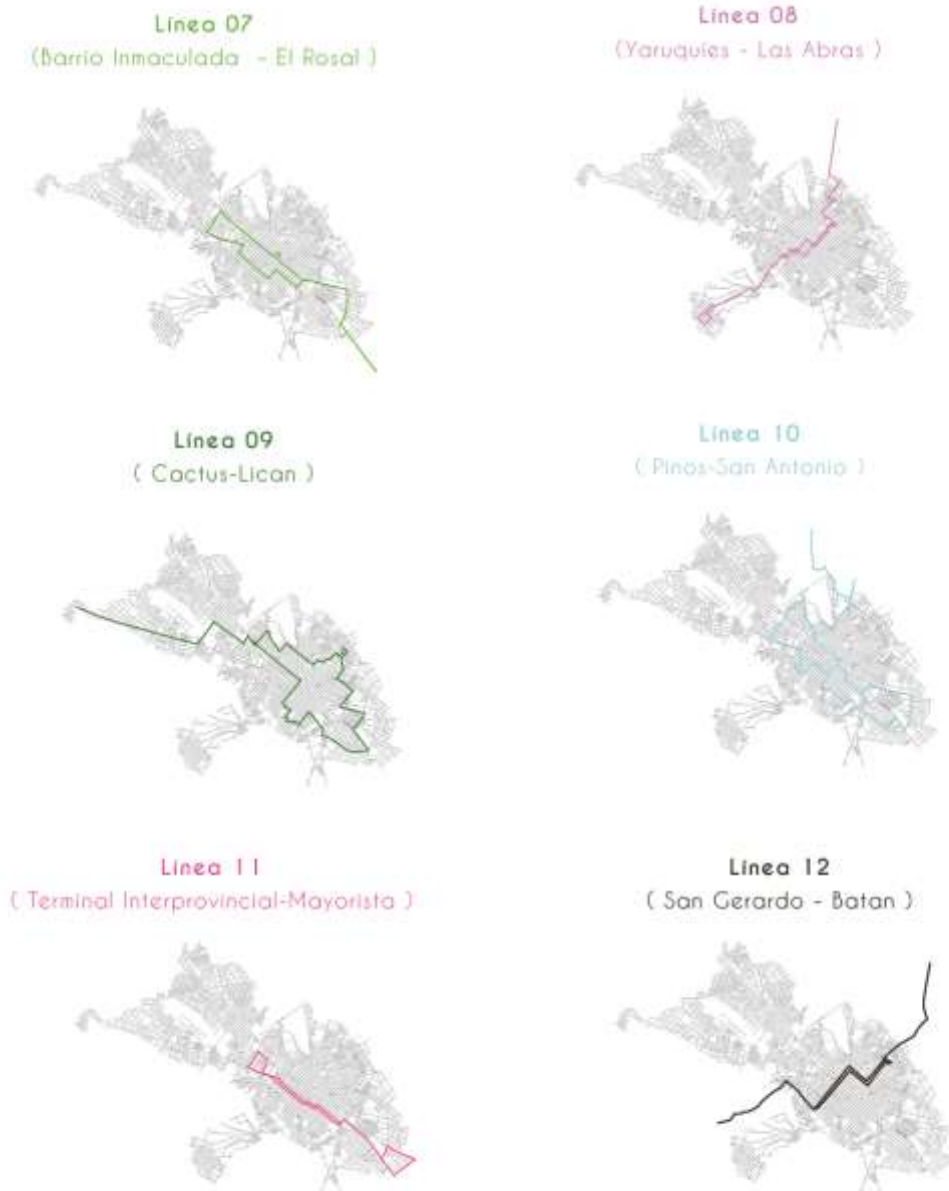 Línea 07
(Barrio Inmaculada - El Rosal )
Línea 08
(Yaruquies - Las Abras )
Línea 09
( Cactus-Lican )
Línea 10
( Pinos-San Antonio )
Línea 11
( Terminal Interprovincial-Mayorista )
Línea 12
( San Gerardo - Batan )